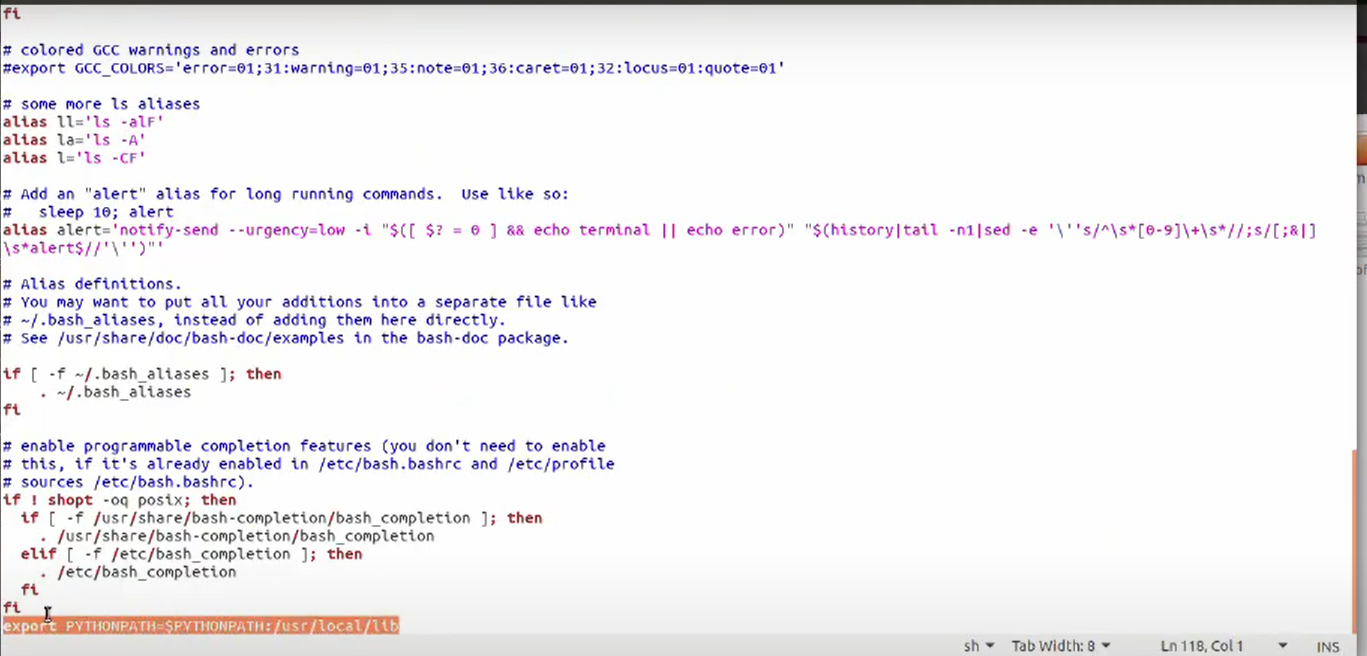 fi
# colored GCC warnings and errors
#export GCC_COLORS='error=01;31:warning=01;35:note=01;36:caret=01;32:locus=01:quote=01'
# some more ls aliases
alias ll='ls -alF'
alias la='ls -A'
alias l='ls -CF'
# Add an "alert" alias for long running commands.  Use like so:
#   sleep 10; alert
alias alert='notify-send --urgency=low -i "$([ $? = 0 ] && echo terminal || echo error)" "$(history|tail -n1|sed -e '\''s/^\s*[0-9]\+\s*//;s/[;&|]
\s*alert$//'\'')"'
# Alias definitions.
# You may want to put all your additions into a separate file like
# ~/.bash_aliases, instead of adding them here directly.
# See /usr/share/doc/bash-doc/examples in the bash-doc package.
if [ -f ~/.bash_aliases ]; then
    . ~/.bash_aliases
fi
# enable programmable completion features (you don't need to enable
# this, if it's already enabled in /etc/bash.bashrc and /etc/profile
# sources /etc/bash.bashrc).
if ! shopt -oq posix; then
  if [ -f /usr/share/bash-completion/bash_completion ]; then
    . /usr/share/bash-completion/bash_completion
  elif [ -f /etc/bash_completion ]; then
    . /etc/bash_completion
  fi
fi
export PYTHONPATH=$PYTHONPATH:/usr/local/lib
sh Tab Width: 8 Ln 118, Col 1 INS